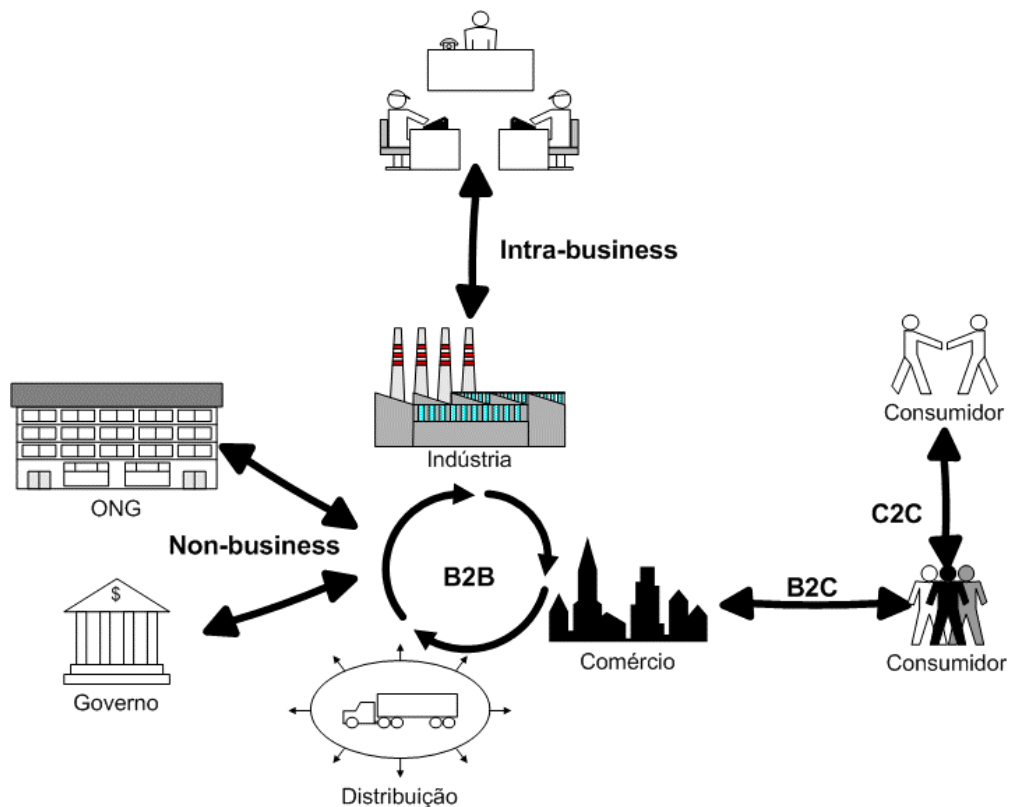 Intra-business
Indústria
Consumidor
ONG
C2C
Non-business
B2B
B2C
$
Comércio
Consumidor
Governo
Distribuição